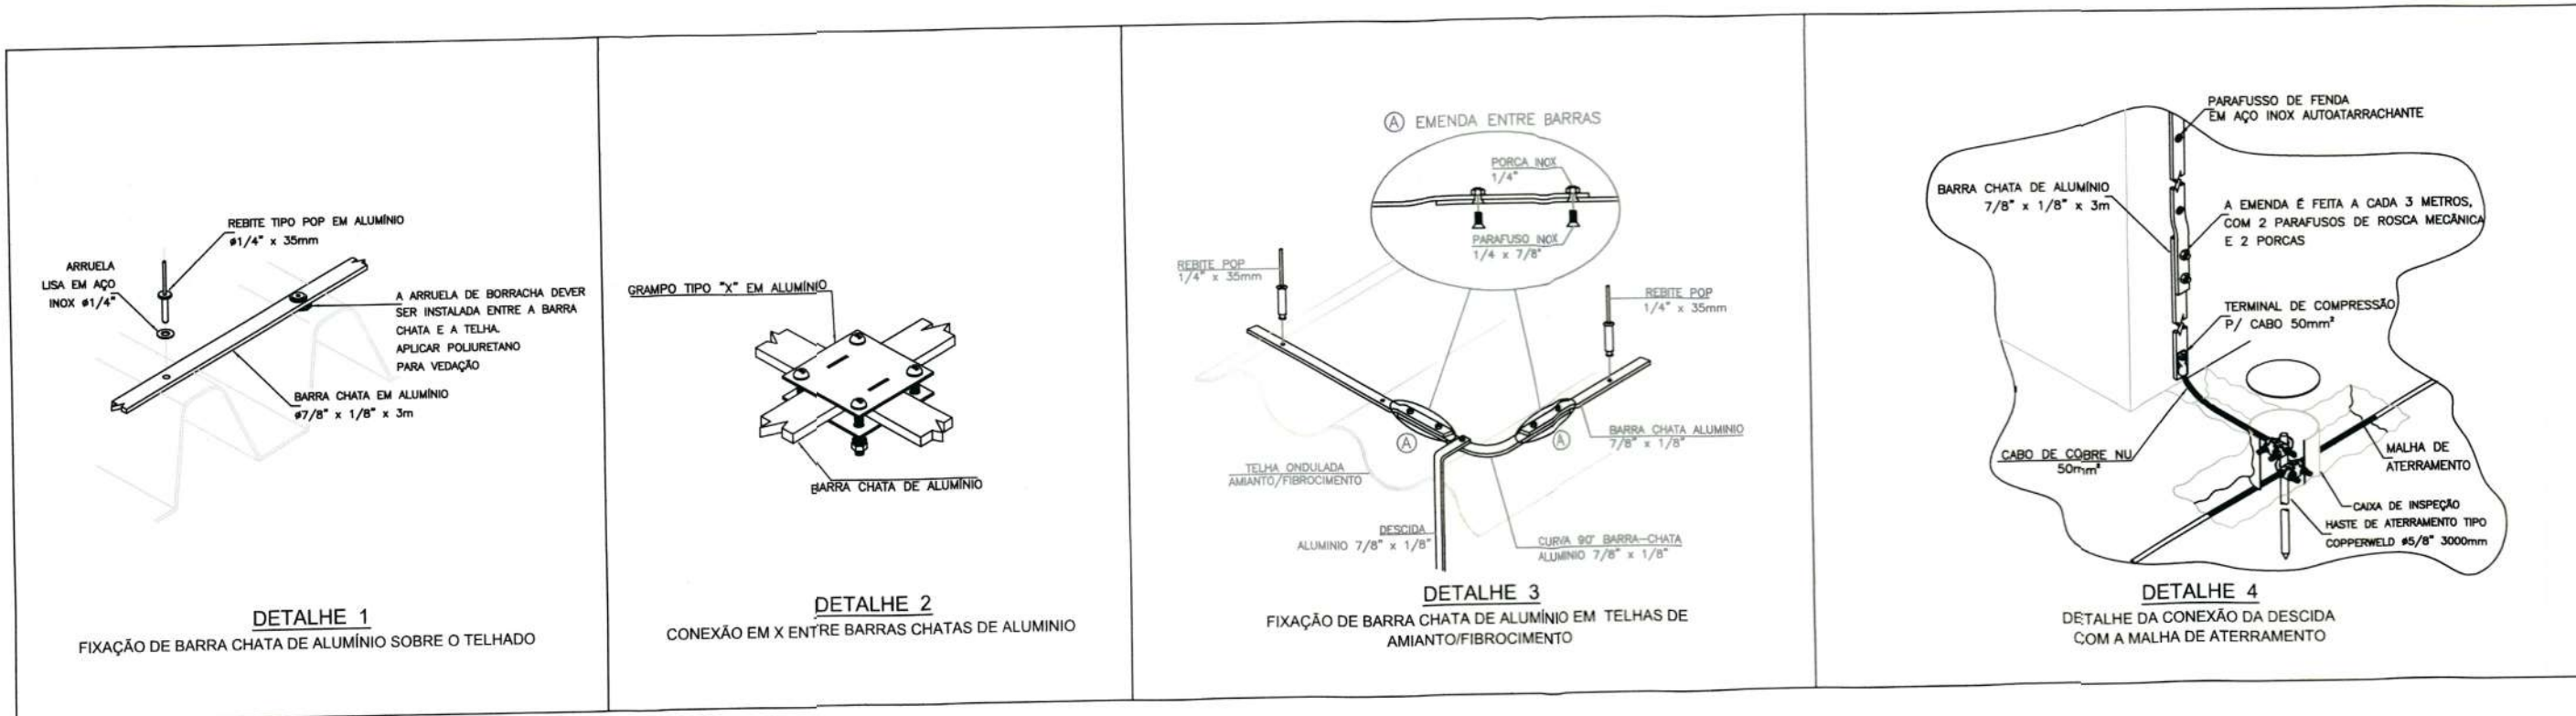 REBITE TIPO POP EM ALUMÍNIO
ø1/4" x 35mm
ARRUELA
LISA EM AÇO
INOX ø1/4"
A ARRUELA DE BORRACHA DEVER
SER INSTALADA ENTRE A BARRA
CHATA E A TELHA.
APLICAR POLIURETANO
PARA VEDAÇÃO
BARRA CHATA EM ALUMÍNIO
ø7/8" x 1/8" x 3m
DETALHE 1
FIXAÇÃO DE BARRA CHATA DE ALUMÍNIO SOBRE O TELHADO
GRAMPO TIPO "X" EM ALUMÍNIO
BARRA CHATA DE ALUMÍNIO
DETALHE 2
CONEXÃO EM X ENTRE BARRAS CHATAS DE ALUMINIO
A EMENDA ENTRE BARRAS
PORCA INOX
1/4"
PARAFUSO INOX
1/4 x 7/8"
REBITE POP
1/4" x 35mm
REBITE POP
1/4" x 35mm
A
A
BARRA CHATA ALUMINIO
7/8" x 1/8"
TELHA ONDULADA
AMIANTO/FIBROCIMENTO
DESCIDA
ALUMINIO 7/8" x 1/8"
CURVA 90° BARRA-CHATA
ALUMINIO 7/8" x 1/8"
DETALHE 3
FIXAÇÃO DE BARRA CHATA DE ALUMÍNIO EM TELHAS DE
AMIANTO/FIBROCIMENTO
PARAFUSSO DE FENDA
EM AÇO INOX AUTOATARRACHANTE
BARRA CHATA DE ALUMÍNIO
7/8" x 1/8" x 3m
A EMENDA É FEITA A CADA 3 METROS,
COM 2 PARAFUSOS DE ROSCA MECÂNICA
E 2 PORCAS
TERMINAL DE COMPRESSÃO
P/ CABO 50mm²
CABO DE COBRE NU
50mm²
MALHA DE
ATERRAMENTO
CAIXA DE INSPEÇÃO
HASTE DE ATERRAMENTO TIPO
COPPERWELD ø5/8" 3000mm
DETALHE 4
DETALHE DA CONEXÃO DA DESCIDA
COM A MALHA DE ATERRAMENTO